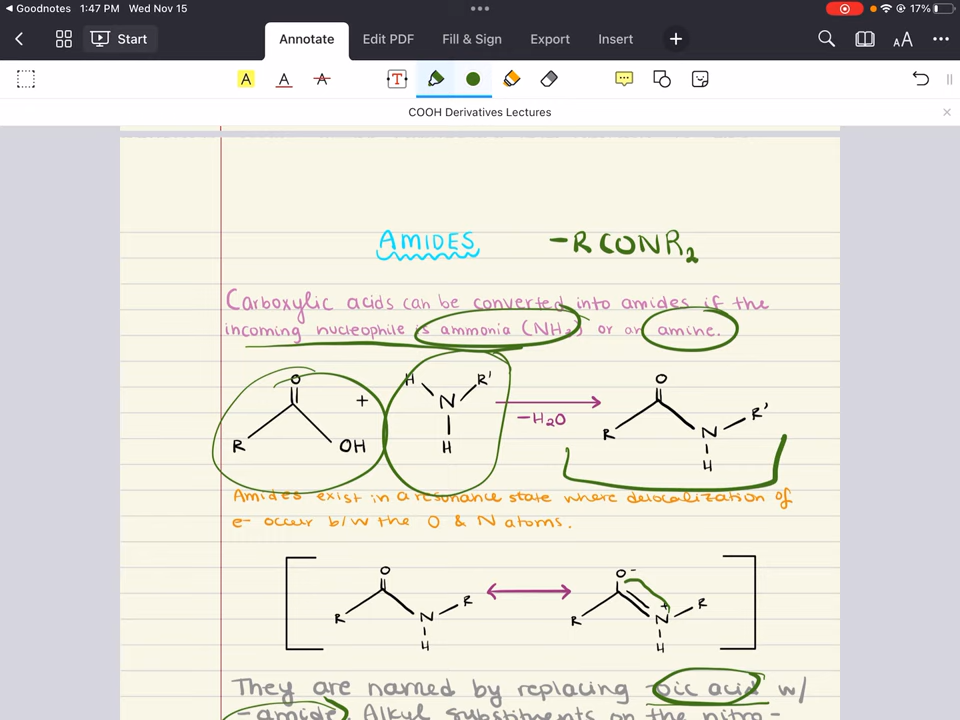 Goodnotes 1:47 PM Wed Nov 15 17%
Start Annotate Edit PDF Fill & Sign Export Insert + AA
A A A T
COOH Derivatives Lectures ×
AMIDES -RCONR2
Carboxylic acids can be converted into amides if the
incoming nucleophile is ammonia (NH3) or an amine.
O H R' O
+ N R'
R OH H -H2O R N
H
Amides exist in a resonance state where delocalization of
e- occur b/w the O & N atoms.
O O-
R N R R N+ R
H H
They are named by replacing -oic acid w/
-amide. Alkyl substituents on the nitro-